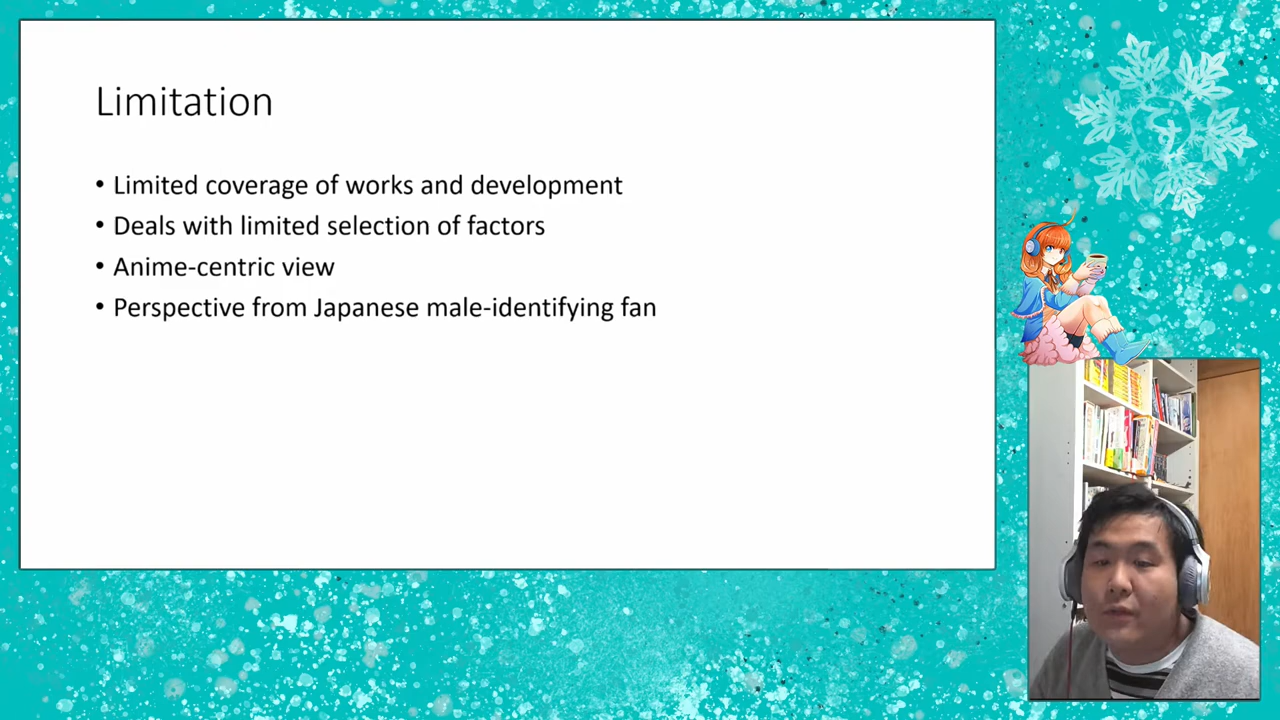 Limitation
• Limited coverage of works and development
• Deals with limited selection of factors
• Anime-centric view
• Perspective from Japanese male-identifying fan